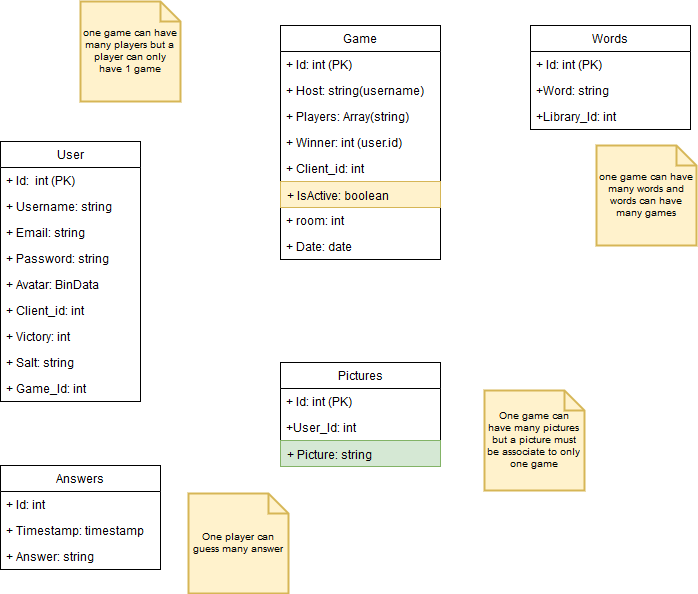 one game can have
many players but a
player can only
have 1 game
Game
+ Id: int (PK)
+ Host: string(username)
+ Players: Array(string)
+ Winner: int (user.id)
+ Client_id: int
+ IsActive: boolean
+ room: int
+ Date: date
Words
+ Id: int (PK)
+Word: string
+Library_Id: int
one game can have
many words and
words can have
many games
User
+ Id:  int (PK)
+ Username: string
+ Email: string
+ Password: string
+ Avatar: BinData
+ Client_id: int
+ Victory: int
+ Salt: string
+ Game_Id: int
Pictures
+ Id: int (PK)
+User_Id: int
+ Picture: string
One game can
have many pictures
but a picture must
be associate to only
one game
Answers
+ Id: int
+ Timestamp: timestamp
+ Answer: string
One player can
guess many answer